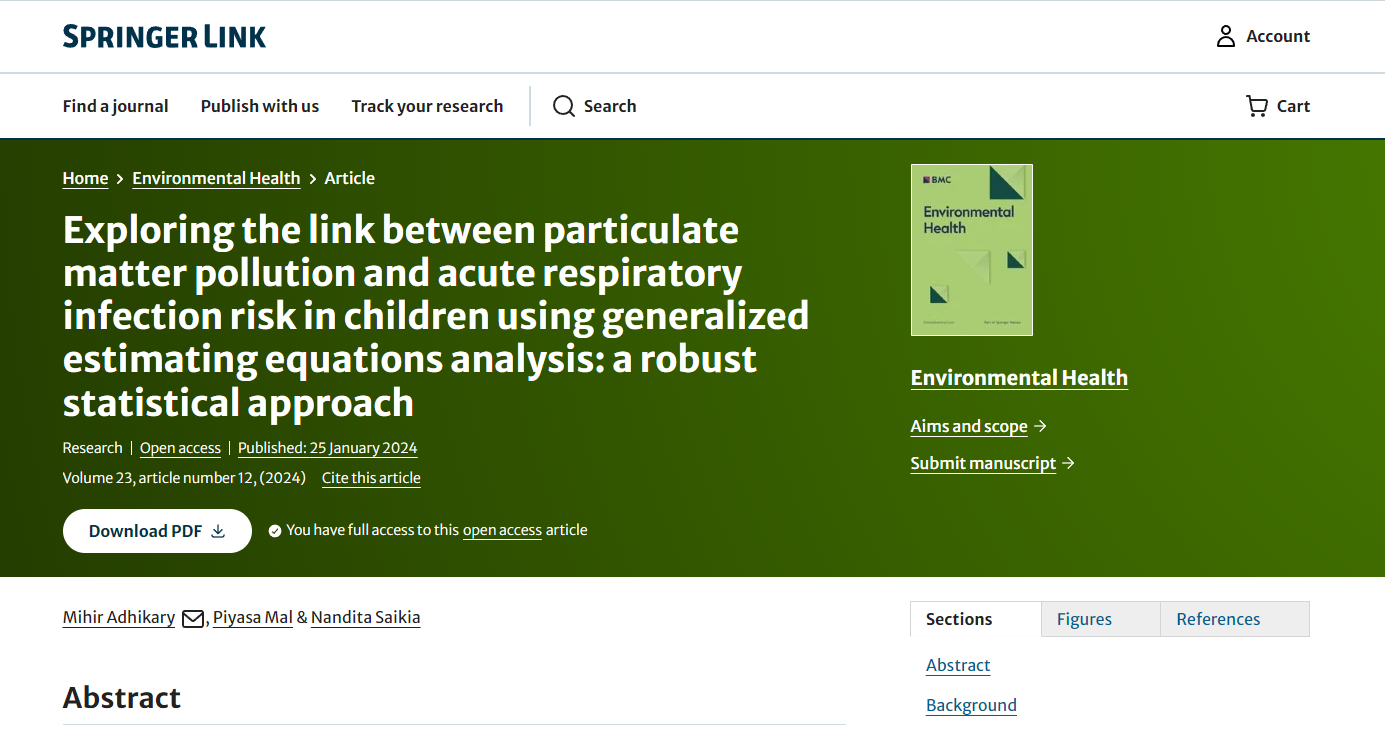 SPRINGER LINK
Account
Find a journal
Publish with us
Track your research
Search
Cart
Home > Environmental Health > Article
Exploring the link between particulate
matter pollution and acute respiratory
infection risk in children using generalized
estimating equations analysis: a robust
statistical approach
Research | Open access | Published: 25 January 2024
Volume 23, article number 12, (2024) Cite this article
Download PDF
You have full access to this open access article
BMC
Environmental
Health
Environmental Health
Aims and scope →
Submit manuscript →
Mihir Adhikary, Piyasa Mal & Nandita Saikia
Abstract
Sections
Figures
References
Abstract
Background